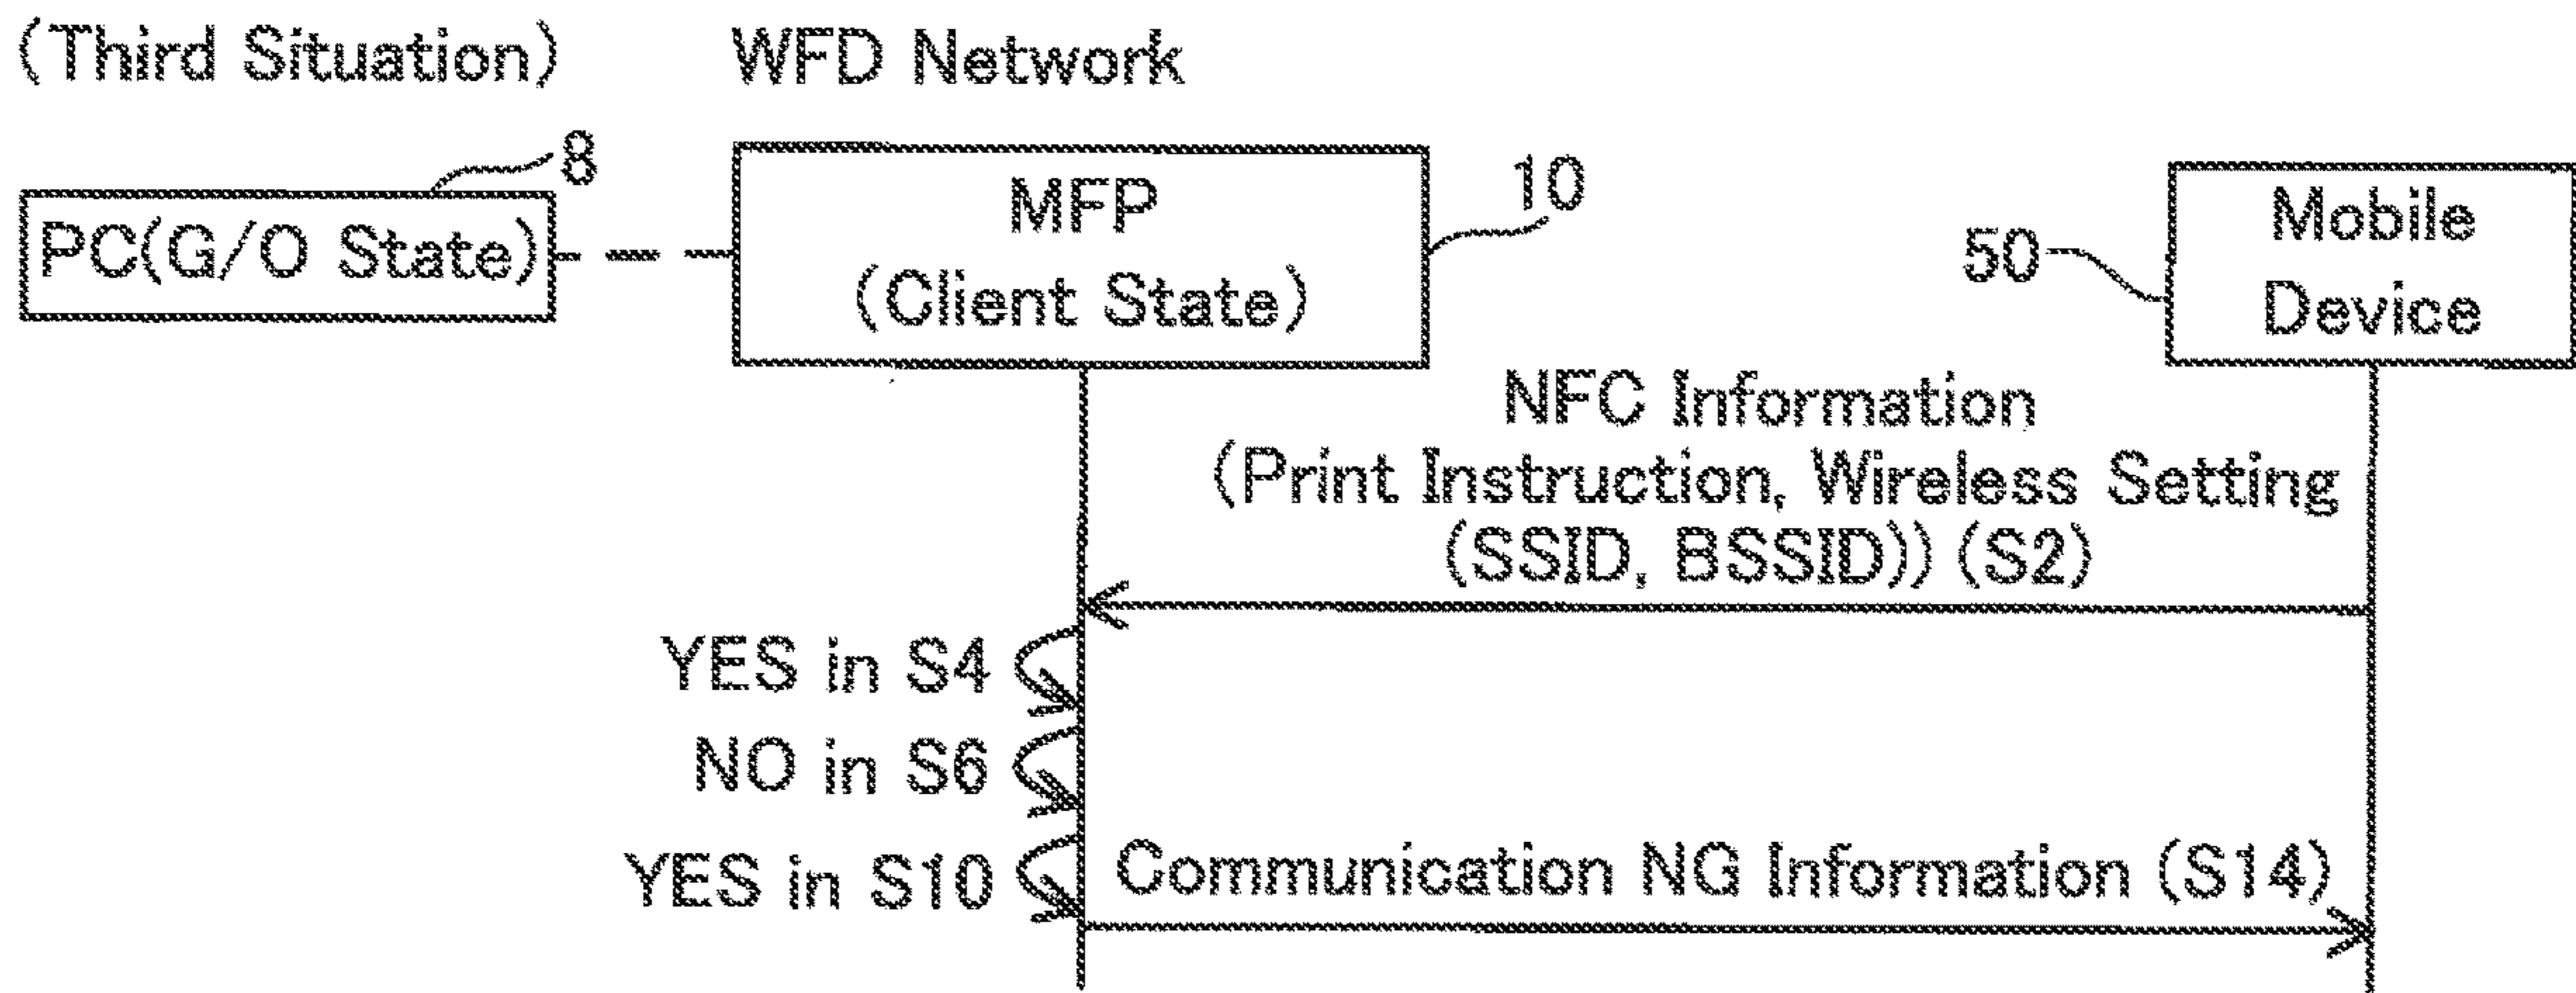 (Third Situation)
WFD Network
8
PC(G/O State)
MFP
(Client State)
10
50
Mobile
Device
NFC Information
(Print Instruction, Wireless Setting
(SSID, BSSID)) (S2)
YES in S4
NO in S6
YES in S10
Communication NG Information (S14)